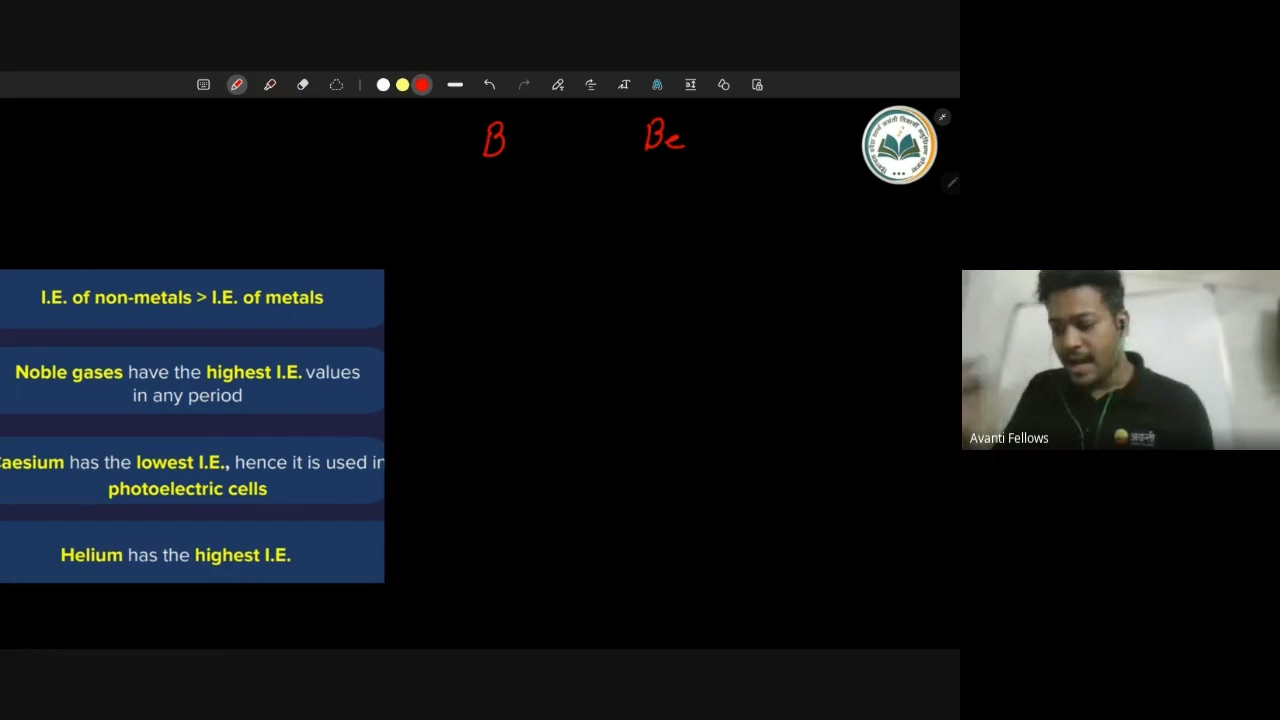 B Be
I.E. of non-metals > I.E. of metals
Noble gases have the highest I.E. values
in any period
aesium has the lowest I.E., hence it is used in
photoelectric cells
Helium has the highest I.E.
Avanti Fellows